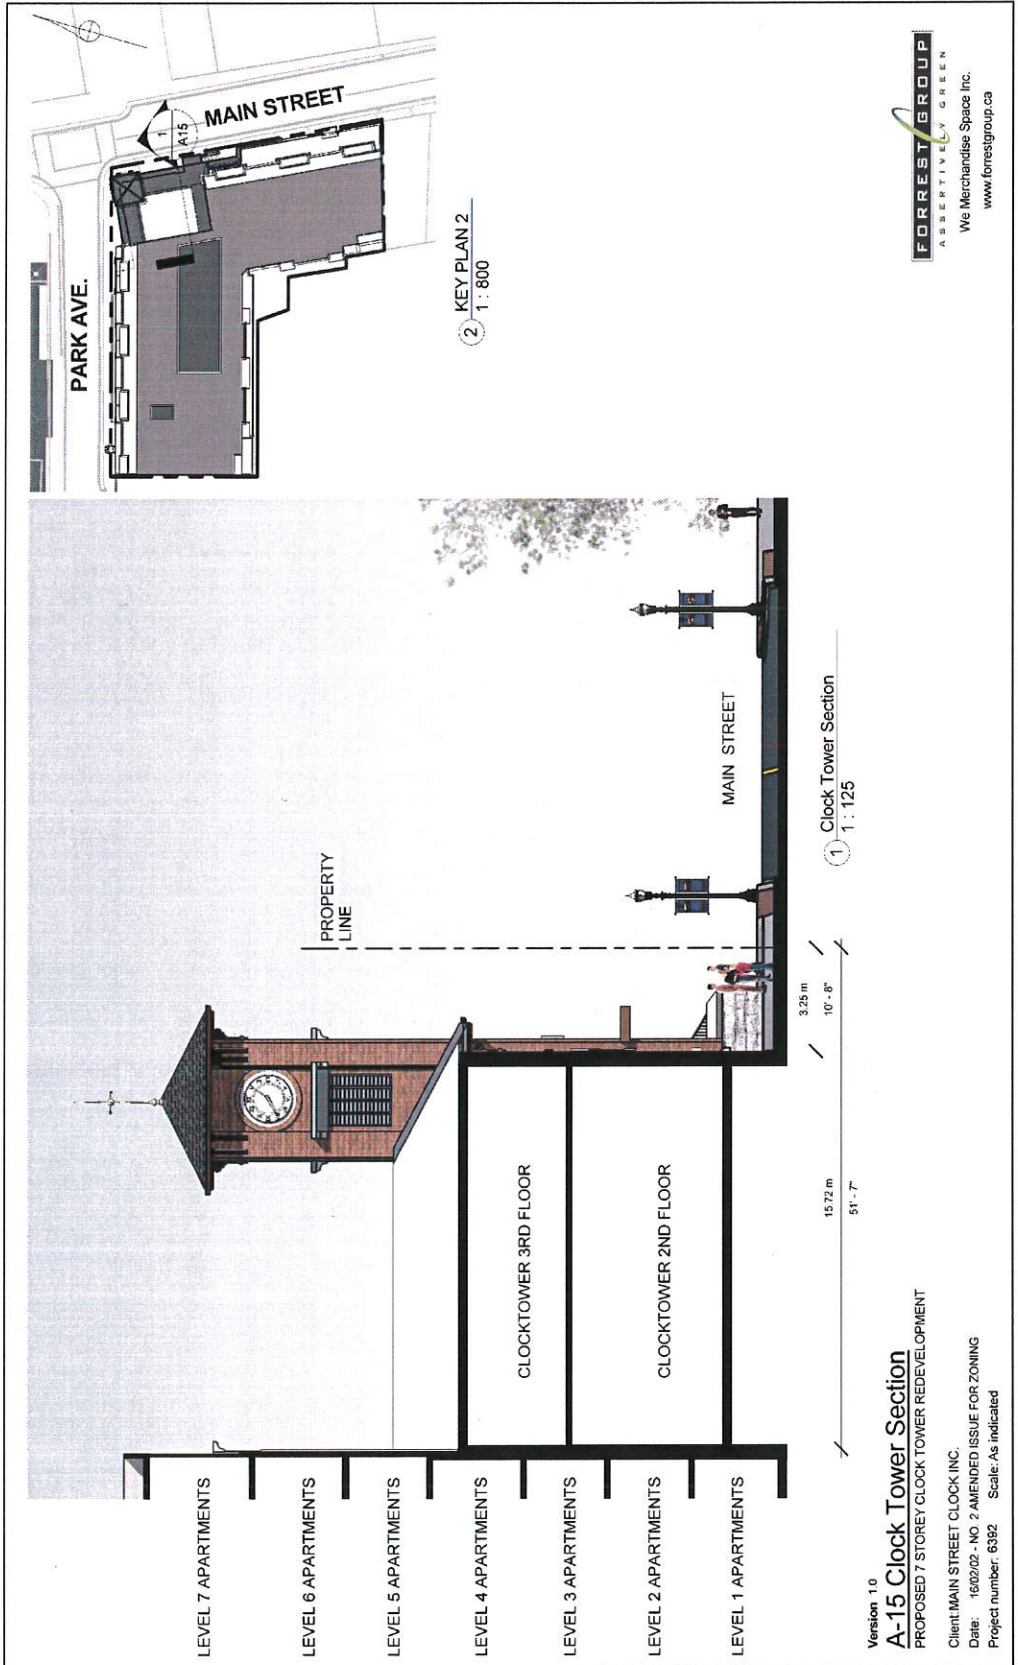 LEVEL 7 APARTMENTS
LEVEL 6 APARTMENTS
LEVEL 5 APARTMENTS
LEVEL 4 APARTMENTS
LEVEL 3 APARTMENTS
LEVEL 2 APARTMENTS
LEVEL 1 APARTMENTS
CLOCKTOWER 3RD FLOOR
CLOCKTOWER 2ND FLOOR
PROPERTY
LINE
MAIN STREET
3.25 m
10' - 8"
15.72 m
51' - 7"
1
Clock Tower Section
1 : 125
PARK AVE.
MAIN STREET
1
A15
2
KEY PLAN 2
1 : 800
Version 1.0
A-15 Clock Tower Section
PROPOSED 7 STOREY CLOCK TOWER REDEVELOPMENT
Client: MAIN STREET CLOCK INC.
Date: 16/02/02 - NO. 2 AMENDED ISSUE FOR ZONING
Project number: 6392 Scale: As indicated
FORREST GROUP
ASSERTIVELY GREEN
We Merchandise Space Inc.
www.forrestgroup.ca